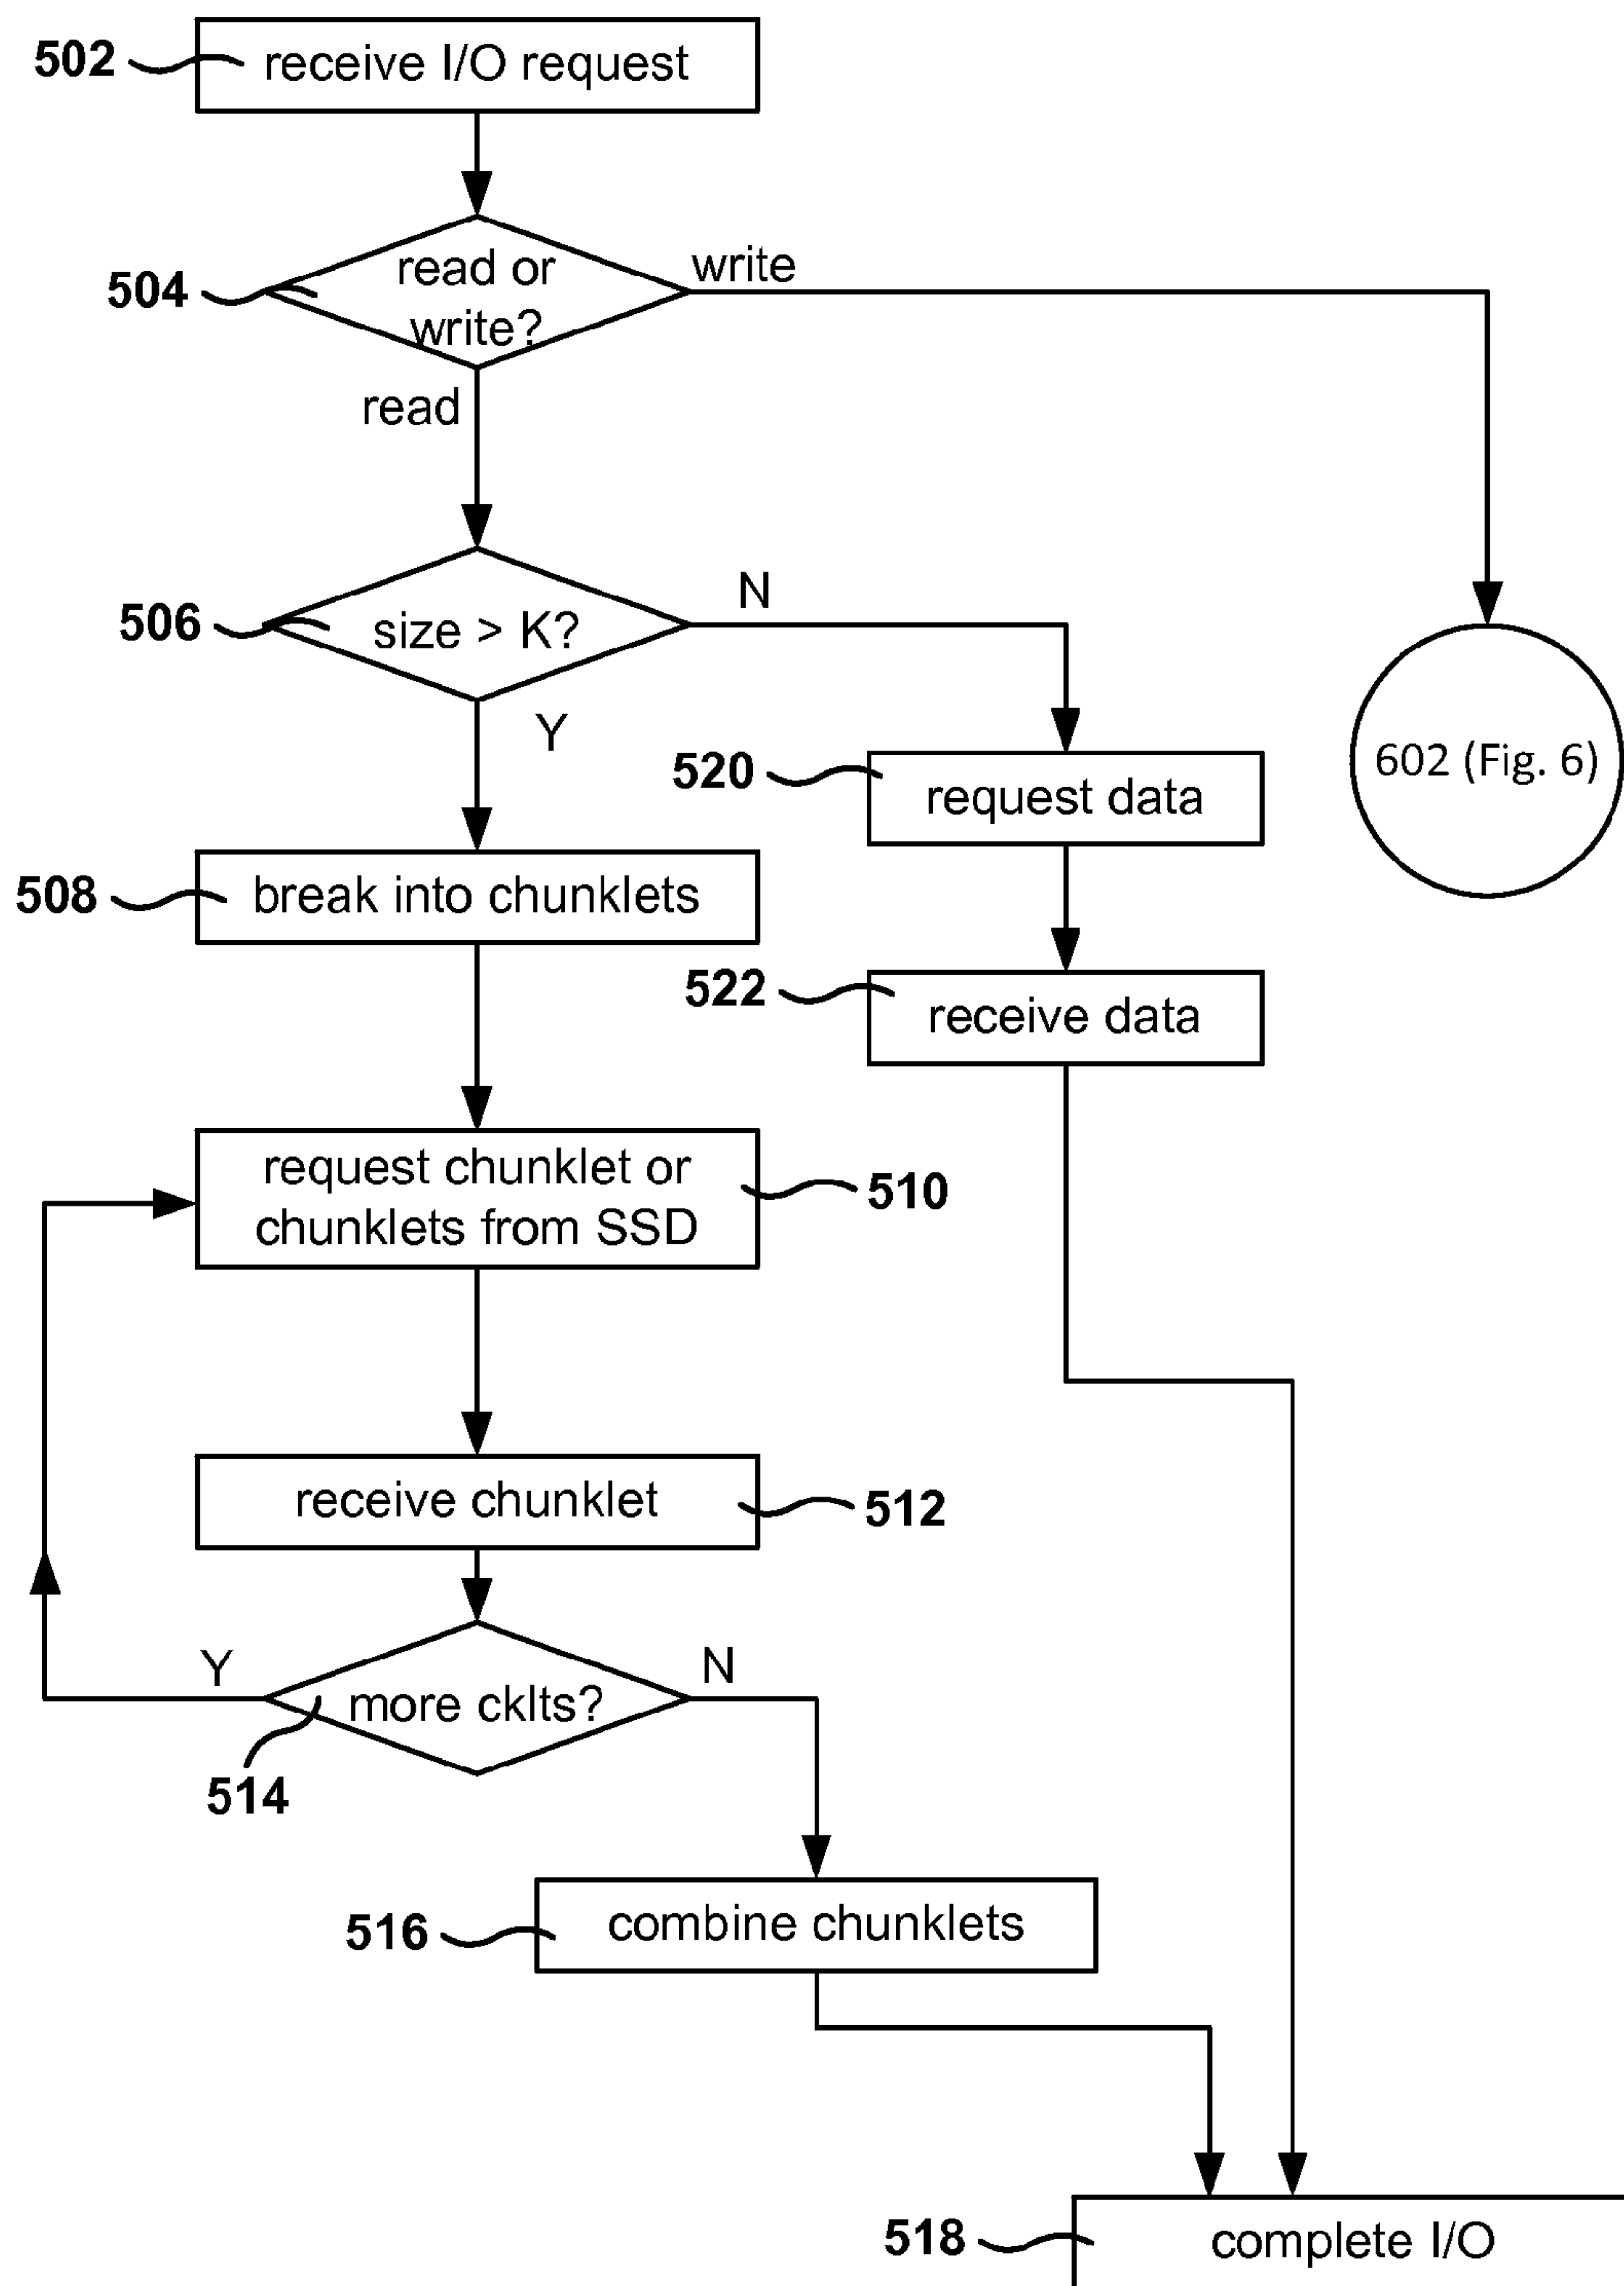 502
receive I/O request
504
read or
write?
write
read
506
size > K?
N
Y
520
request data
602 (Fig. 6)
508
break into chunklets
522
receive data
request chunklet or
chunklets from SSD
510
receive chunklet
512
Y
more cklts?
N
514
516
combine chunklets
518
complete I/O